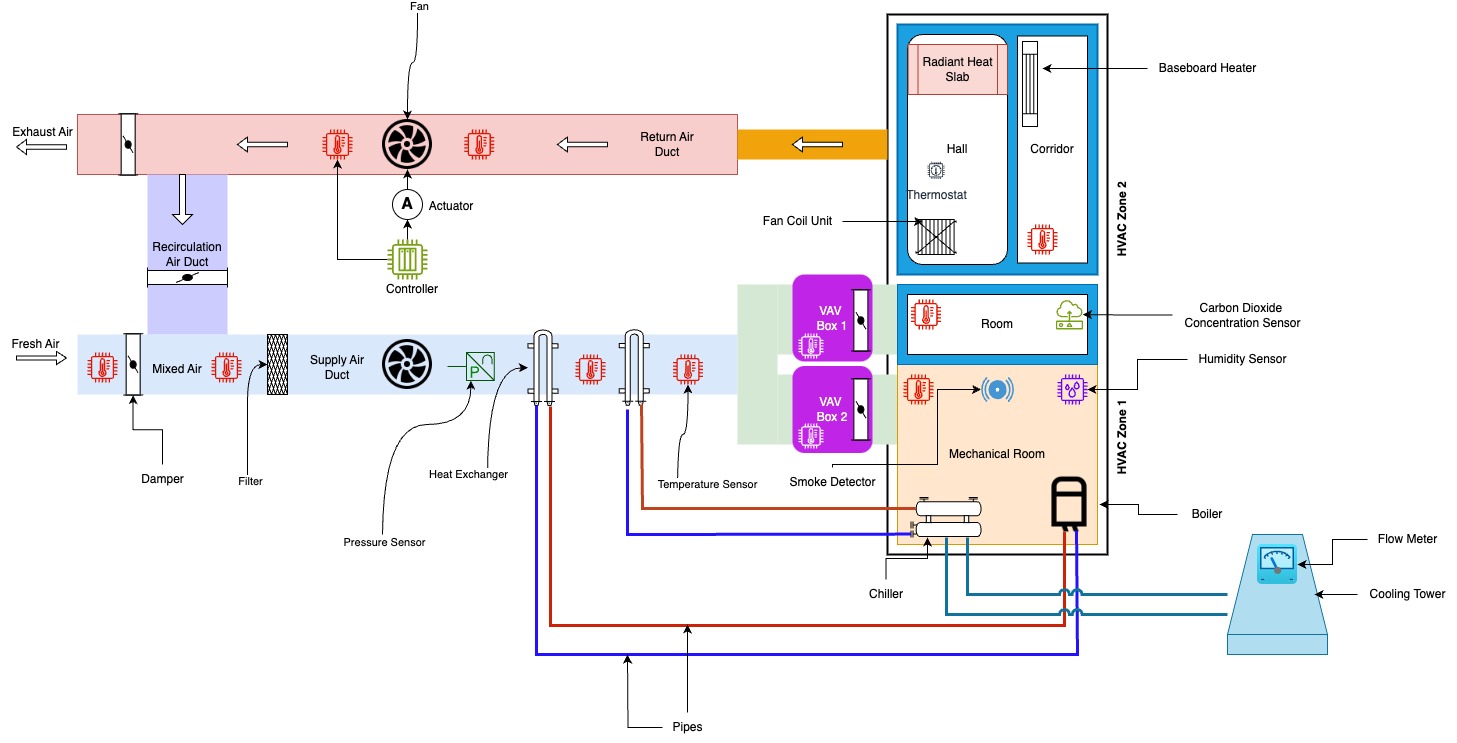 Fan
Radiant Heat
Slab
Baseboard Heater
Exhaust Air
Return Air
Duct
Hall
Corridor
Thermostat
A
Actuator
Fan Coil Unit
HVAC Zone 2
Recirculation
Air Duct
Controller
VAV
Box 1
Room
Carbon Dioxide
Concentration Sensor
Fresh Air
Mixed Air
Supply Air
Duct
P
Humidity Sensor
VAV
Box 2
HVAC Zone 1
Mechanical Room
Damper
Filter
Heat Exchanger
Temperature Sensor
Smoke Detector
Boiler
Pressure Sensor
Flow Meter
Chiller
Cooling Tower
Pipes